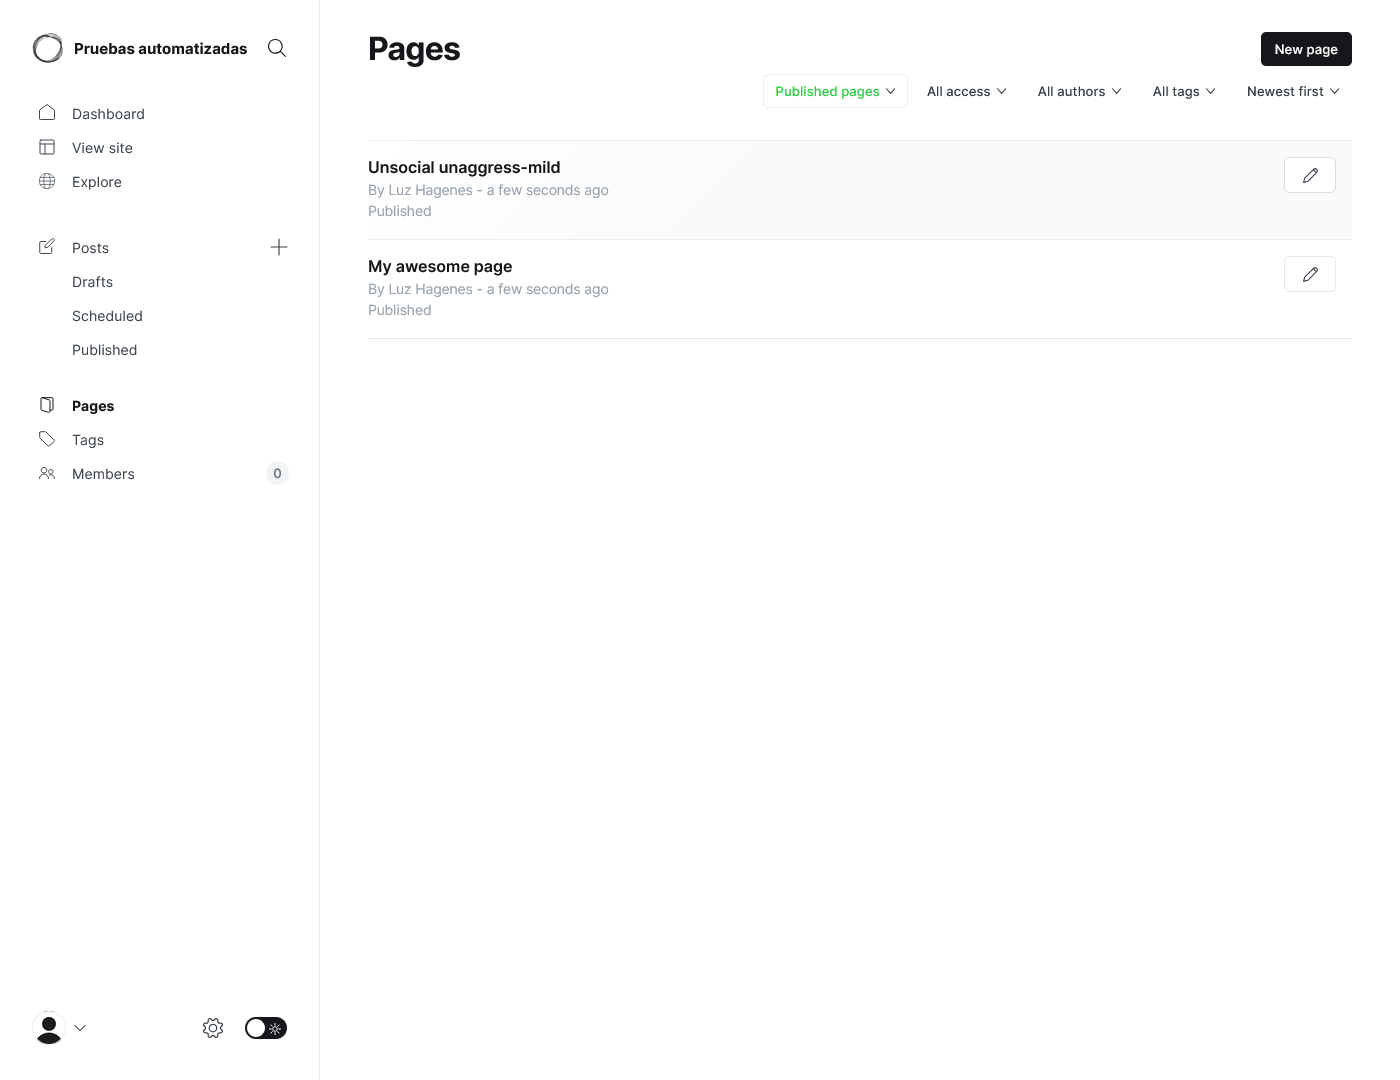 Pruebas automatizadas
Dashboard
View site
Explore
Posts
Drafts
Scheduled
Published
Pages
Tags
Members 0
Pages
New page
Published pages All access All authors All tags Newest first
Unsocial unaggress-mild
By Luz Hagenes - a few seconds ago
Published
My awesome page
By Luz Hagenes - a few seconds ago
Published